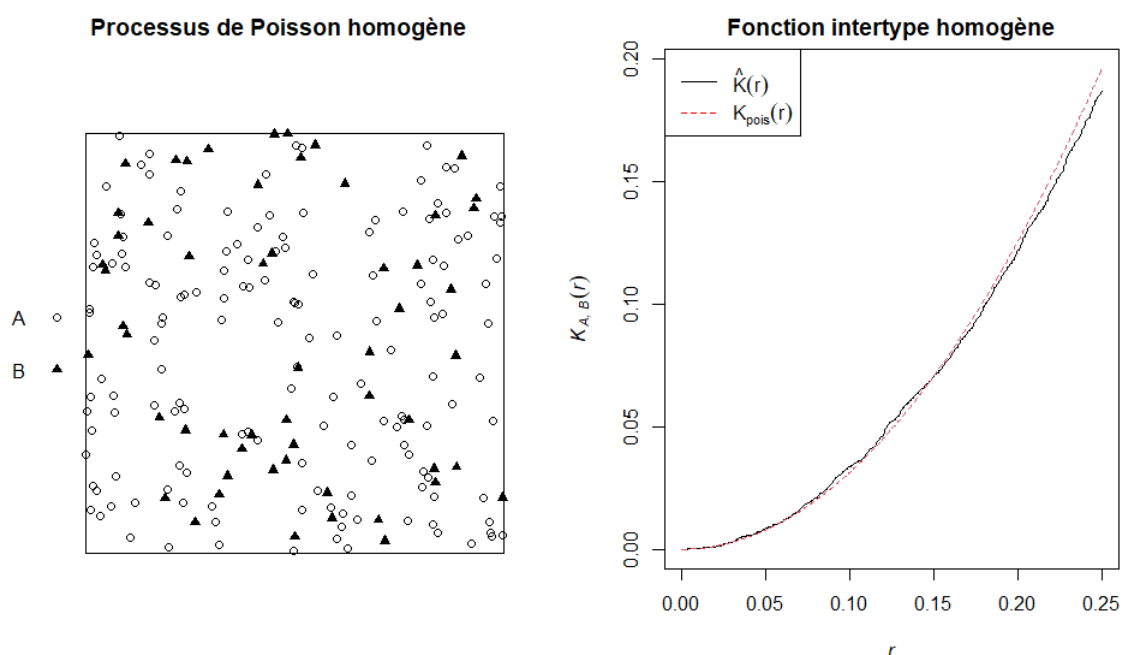 Processus de Poisson homogène
A
B
Fonction intertype homogène
K̂(r)
Kpois(r)
KA, B(r)
0.20
0.15
0.10
0.05
0.00
0.00 0.05 0.10 0.15 0.20 0.25
r